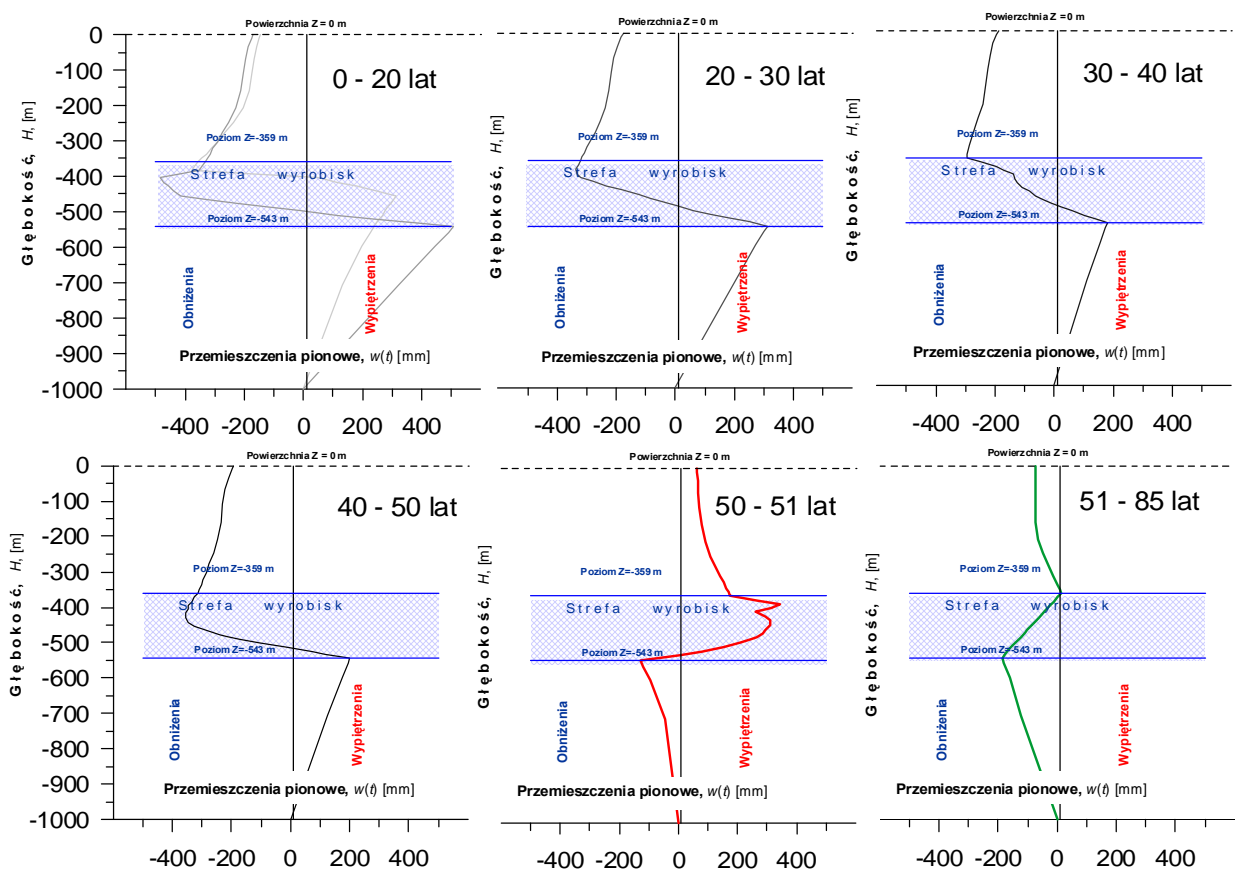 Powierzchnia Z = 0 m
0 - 20 lat
0
-100
-200
-300
-400
-500
-600
-700
-800
-900
-1000
Głębokość, H, [m]
Poziom Z=-359 m
Strefa wyrobisk
Poziom Z=-543 m
Obniżenia
Wypiętrzenia
Przemieszczenia pionowe, w(t) [mm]
-400 -200 0 200 400
Powierzchnia Z = 0 m
20 - 30 lat
Głębokość, H, [m]
Poziom Z=-359 m
Strefa wyrobisk
Poziom Z=-543 m
Obniżenia
Wypiętrzenia
Przemieszczenia pionowe, w(t) [mm]
-400 -200 0 200 400
Powierzchnia Z = 0 m
30 - 40 lat
Głębokość, H, [m]
Poziom Z=-359 m
Strefa wyrobisk
Poziom Z=-543 m
Obniżenia
Wypiętrzenia
Przemieszczenia pionowe, w(t) [mm]
-400 -200 0 200 400
Powierzchnia Z = 0 m
40 - 50 lat
0
-100
-200
-300
-400
-500
-600
-700
-800
-900
-1000
Głębokość, H, [m]
Poziom Z=-359 m
Strefa wyrobisk
Poziom Z=-543 m
Obniżenia
Wypiętrzenia
Przemieszczenia pionowe, w(t) [mm]
-400 -200 0 200 400
Powierzchnia Z = 0 m
50 - 51 lat
Głębokość, H, [m]
Poziom Z=-359 m
Strefa wyrobisk
Poziom Z=-543 m
Obniżenia
Wypiętrzenia
Przemieszczenia pionowe, w(t) [mm]
-400 -200 0 200 400
Powierzchnia Z = 0 m
51 - 85 lat
Głębokość, H, [m]
Poziom Z=-359 m
Strefa wyrobisk
Poziom Z=-543 m
Obniżenia
Wypiętrzenia
Przemieszczenia pionowe, w(t) [mm]
-400 -200 0 200 400